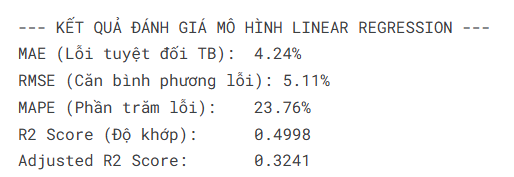 --- KẾT QUẢ ĐÁNH GIÁ MÔ HÌNH LINEAR REGRESSION ---
MAE (Lỗi tuyệt đối TB): 4.24%
RMSE (Căn bình phương lỗi): 5.11%
MAPE (Phần trăm lỗi): 23.76%
R2 Score (Độ khớp): 0.4998
Adjusted R2 Score: 0.3241